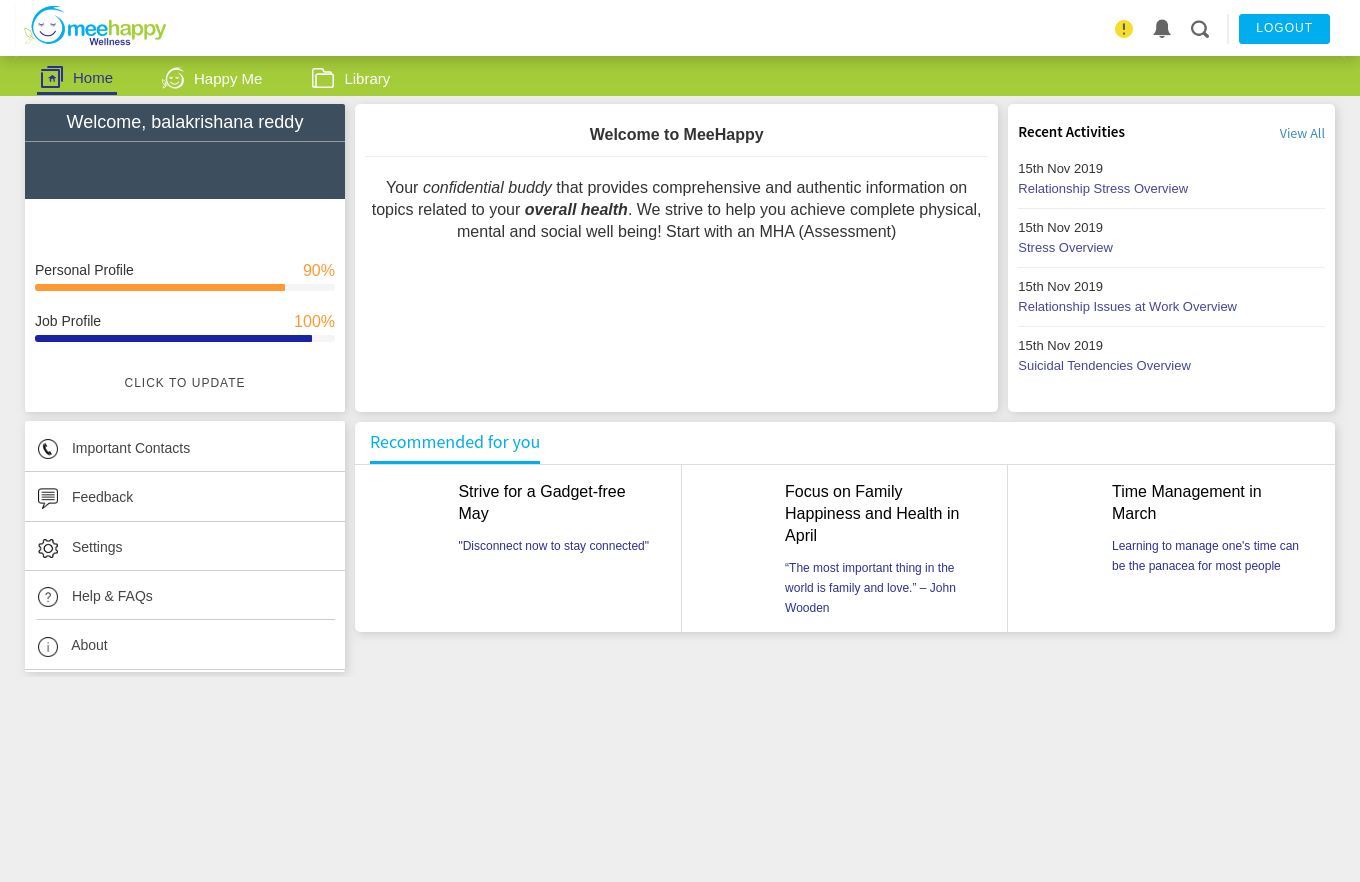 meehappy
Wellness
LOGOUT
Home
Happy Me
Library
Welcome, balakrishana reddy
Personal Profile 90%
Job Profile 100%
CLICK TO UPDATE
Important Contacts
Feedback
Settings
Help & FAQs
About
Welcome to MeeHappy
Your confidential buddy that provides comprehensive and authentic information on
topics related to your overall health. We strive to help you achieve complete physical,
mental and social well being! Start with an MHA (Assessment)
Recent Activities View All
15th Nov 2019
Relationship Stress Overview
15th Nov 2019
Stress Overview
15th Nov 2019
Relationship Issues at Work Overview
15th Nov 2019
Suicidal Tendencies Overview
Recommended for you
Strive for a Gadget-free
May
"Disconnect now to stay connected"
Focus on Family
Happiness and Health in
April
“The most important thing in the
world is family and love.” – John
Wooden
Time Management in
March
Learning to manage one's time can
be the panacea for most people